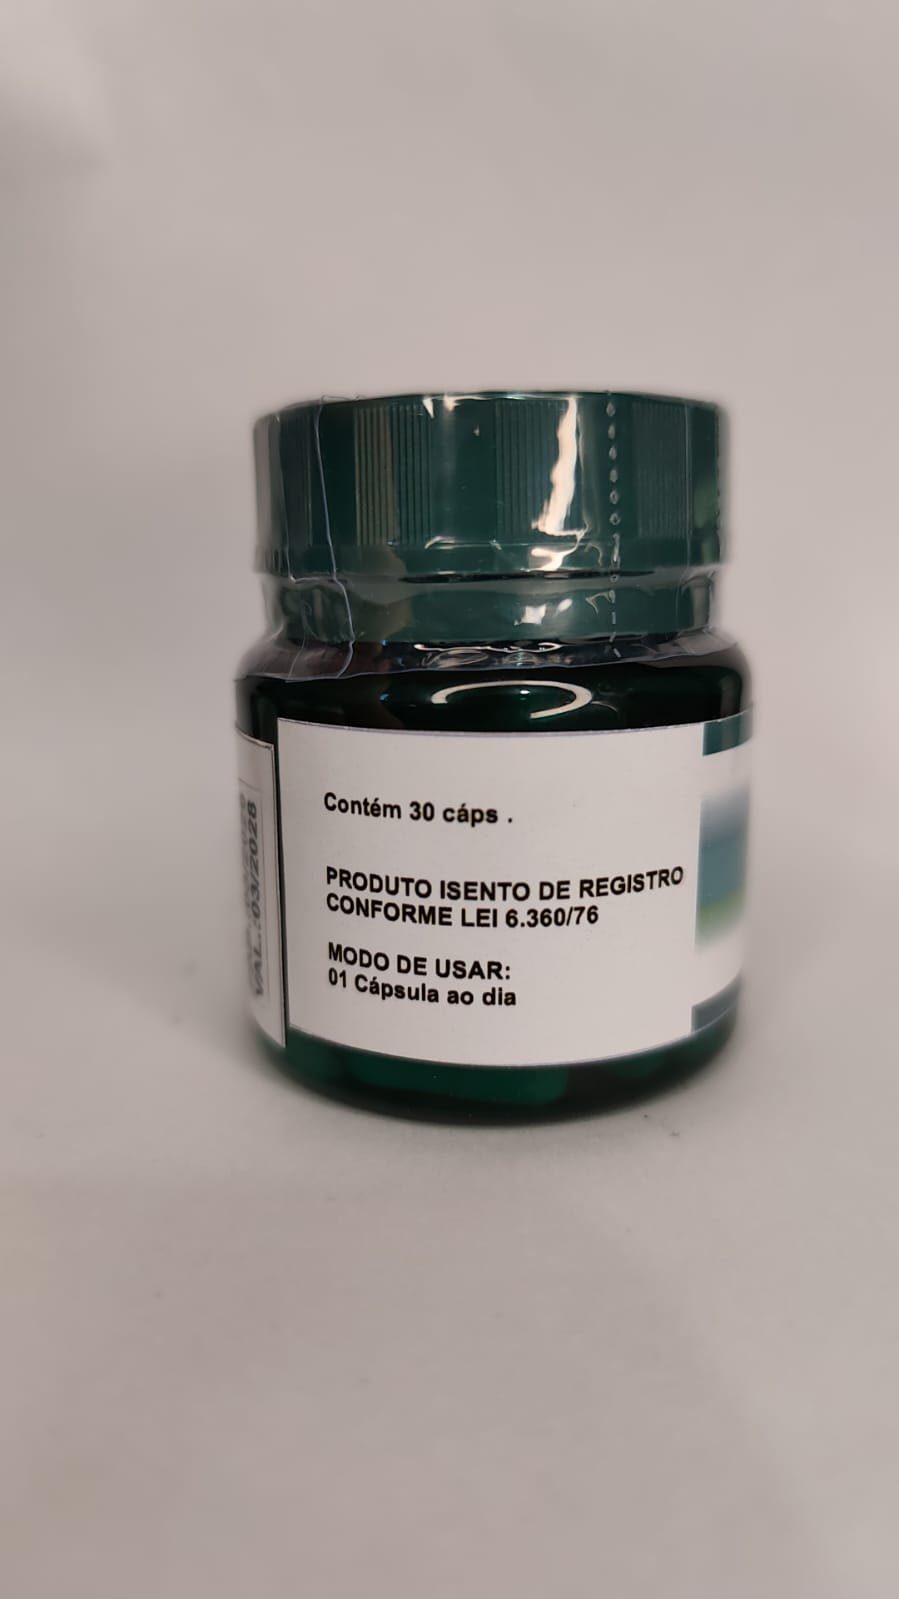 Contém 30 cáps .
PRODUTO ISENTO DE REGISTRO
CONFORME LEI 6.360/76
MODO DE USAR:
01 Cápsula ao dia